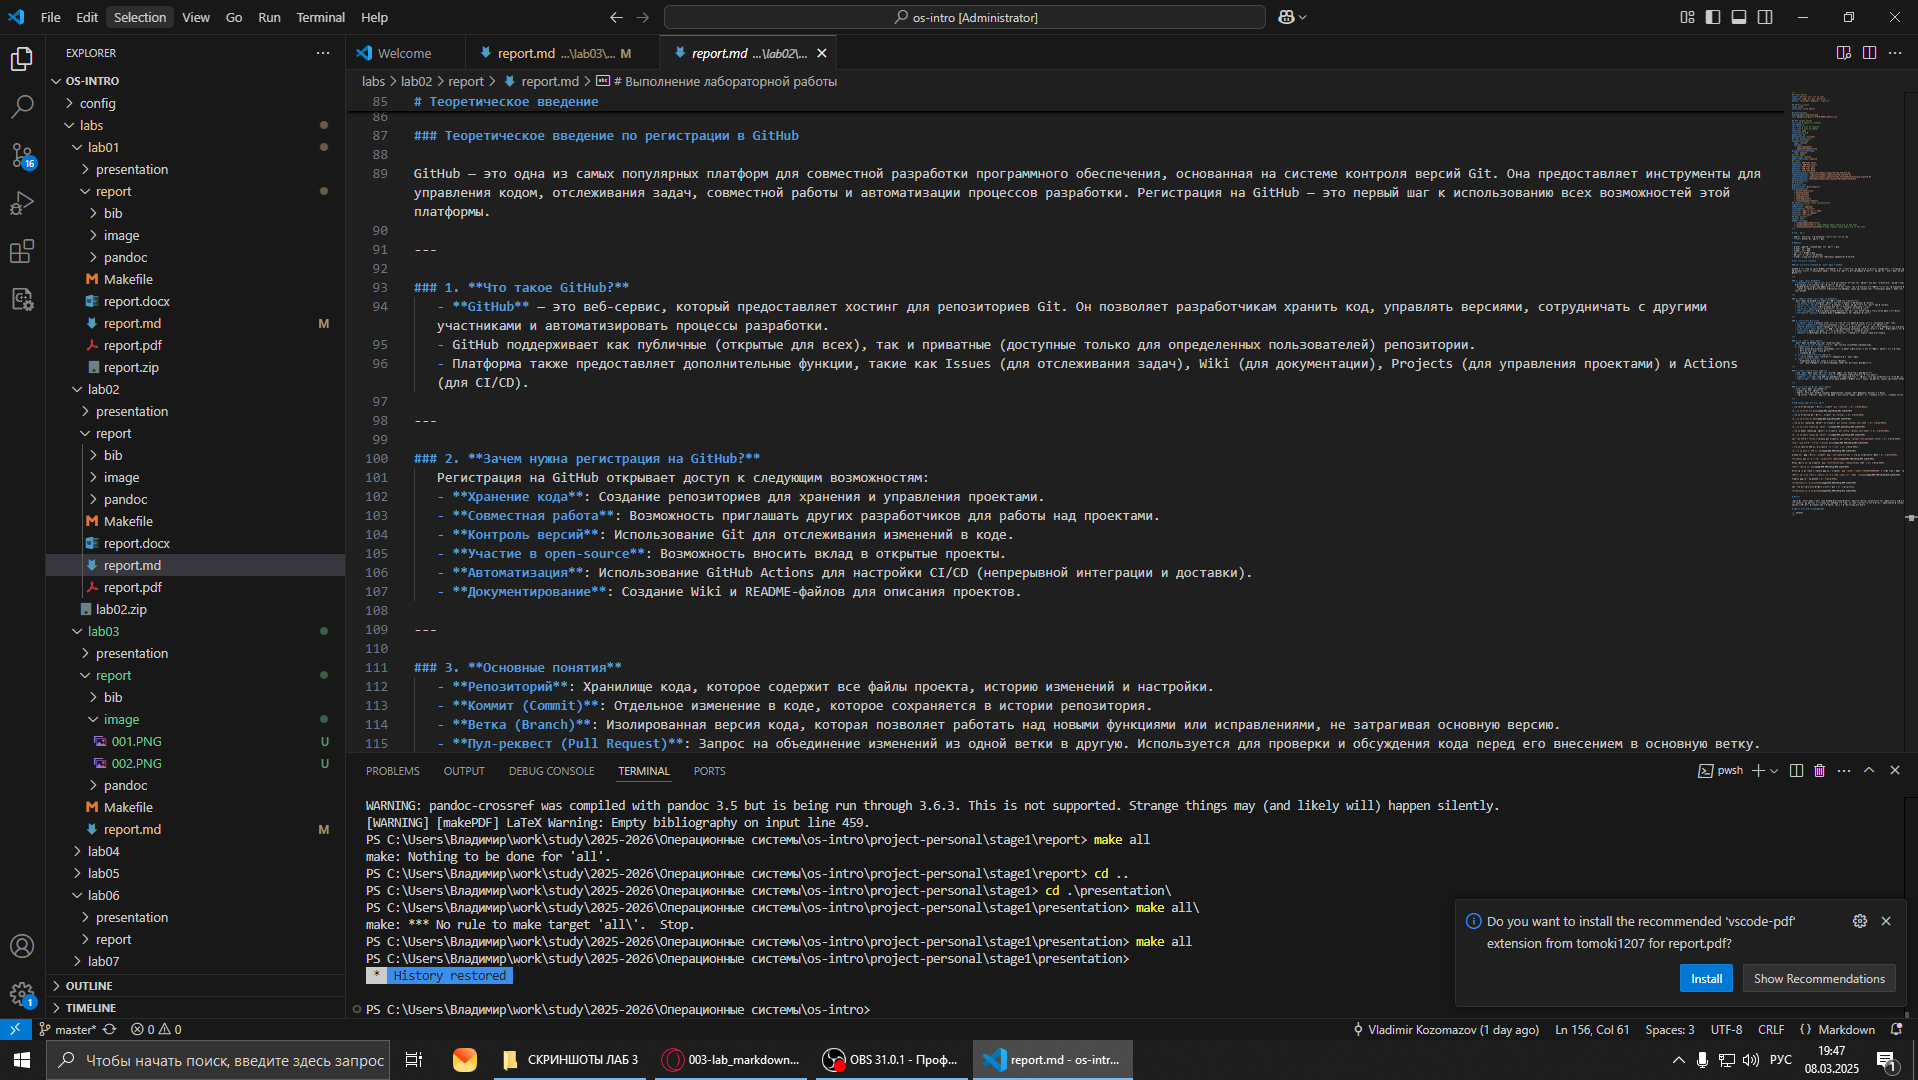 File Edit Selection View Go Run Terminal Help
os-intro [Administrator]
EXPLORER
OS-INTRO
config
labs
lab01
presentation
report
bib
image
pandoc
Makefile
report.docx
report.md M
report.pdf
report.zip
lab02
presentation
report
bib
image
pandoc
Makefile
report.docx
report.md
report.pdf
lab02.zip
lab03
presentation
report
bib
image
001.PNG U
002.PNG U
pandoc
Makefile
report.md M
lab04
lab05
lab06
presentation
report
lab07
OUTLINE
TIMELINE
16
1
Welcome
report.md ...\lab03\... M
report.md ...\lab02\...
labs > lab02 > report > report.md > # Выполнение лабораторной работы
85 # Теоретическое введение
86
87 ### Теоретическое введение по регистрации в GitHub
88
89 GitHub — это одна из самых популярных платформ для совместной разработки программного обеспечения, основанная на системе контроля версий Git. Она предоставляет инструменты для
управления кодом, отслеживания задач, совместной работы и автоматизации процессов разработки. Регистрация на GitHub — это первый шаг к использованию всех возможностей этой
платформы.
90
91 ---
92
93 ### 1. **Что такое GitHub?**
94 - **GitHub** — это веб-сервис, который предоставляет хостинг для репозиториев Git. Он позволяет разработчикам хранить код, управлять версиями, сотрудничать с другими
участниками и автоматизировать процессы разработки.
95 - GitHub поддерживает как публичные (открытые для всех), так и приватные (доступные только для определенных пользователей) репозитории.
96 - Платформа также предоставляет дополнительные функции, такие как Issues (для отслеживания задач), Wiki (для документации), Projects (для управления проектами) и Actions
(для CI/CD).
97
98 ---
99
100 ### 2. **Зачем нужна регистрация на GitHub?**
101 Регистрация на GitHub открывает доступ к следующим возможностям:
102 - **Хранение кода**: Создание репозиториев для хранения и управления проектами.
103 - **Совместная работа**: Возможность приглашать других разработчиков для работы над проектами.
104 - **Контроль версий**: Использование Git для отслеживания изменений в коде.
105 - **Участие в open-source**: Возможность вносить вклад в открытые проекты.
106 - **Автоматизация**: Использование GitHub Actions для настройки CI/CD (непрерывной интеграции и доставки).
107 - **Документирование**: Создание Wiki и README-файлов для описания проектов.
108
109 ---
110
111 ### 3. **Основные понятия**
112 - **Репозиторий**: Хранилище кода, которое содержит все файлы проекта, историю изменений и настройки.
113 - **Коммит (Commit)**: Отдельное изменение в коде, которое сохраняется в истории репозитория.
114 - **Ветка (Branch)**: Изолированная версия кода, которая позволяет работать над новыми функциями или исправлениями, не затрагивая основную версию.
115 - **Пул-реквест (Pull Request)**: Запрос на объединение изменений из одной ветки в другую. Используется для проверки и обсуждения кода перед его внесением в основную ветку.
PROBLEMS OUTPUT DEBUG CONSOLE TERMINAL PORTS
pwsh
WARNING: pandoc-crossref was compiled with pandoc 3.5 but is being run through 3.6.3. This is not supported. Strange things may (and likely will) happen silently.
[WARNING] [makePDF] LaTeX Warning: Empty bibliography on input line 459.
PS C:\Users\Владимир\work\study\2025-2026\Операционные системы\os-intro\project-personal\stage1\report> make all
make: Nothing to be done for 'all'.
PS C:\Users\Владимир\work\study\2025-2026\Операционные системы\os-intro\project-personal\stage1\report> cd ..
PS C:\Users\Владимир\work\study\2025-2026\Операционные системы\os-intro\project-personal\stage1> cd .\presentation\
PS C:\Users\Владимир\work\study\2025-2026\Операционные системы\os-intro\project-personal\stage1\presentation> make all\
make: *** No rule to make target 'all\'.  Stop.
PS C:\Users\Владимир\work\study\2025-2026\Операционные системы\os-intro\project-personal\stage1\presentation> make all
PS C:\Users\Владимир\work\study\2025-2026\Операционные системы\os-intro\project-personal\stage1\presentation>
* History restored
PS C:\Users\Владимир\work\study\2025-2026\Операционные системы\os-intro>
Do you want to install the recommended 'vscode-pdf'
extension from tomoki1207 for report.pdf?
Install
Show Recommendations
master* 0 0
Vladimir Kozomazov (1 day ago) Ln 156, Col 61 Spaces: 3 UTF-8 CRLF {} Markdown
Чтобы начать поиск, введите здесь запрос
СКРИНШОТЫ ЛАБ 3
003-lab_markdown...
OBS 31.0.1 - Проф...
report.md - os-intr...
РУС
19:47
08.03.2025
1